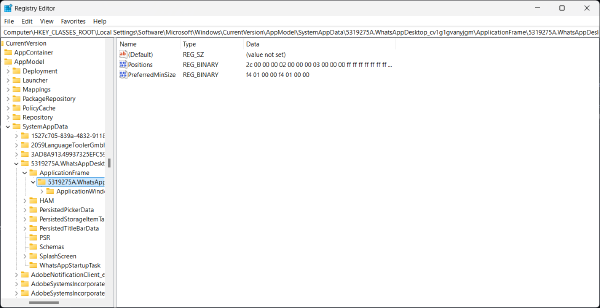 Registry Editor
File Edit View Favorites Help
Computer\HKEY_CLASSES_ROOT\Local Settings\Software\Microsoft\Windows\CurrentVersion\AppModel\SystemAppData\5319275A.WhatsAppDesktop_cv1g1gvanyjgm\ApplicationFrame\5319275A.WhatsAppDesk
CurrentVersion
AppContainer
AppModel
Deployment
Launcher
Mappings
PackageRepository
PolicyCache
Repository
SystemAppData
1527c705-839a-4832-9118
2059LanguageToolerGmbl
3AD8A913.49937325EFC59
5319275A.WhatsAppDeskt
ApplicationFrame
5319275A.WhatsApp
ApplicationWindo
HAM
PersistedPickerData
PersistedStorageItemTa
PersistedTitleBarData
PSR
Schemas
SplashScreen
WhatsAppStartupTask
AdobeNotificationClient_e
AdobeSystemsIncorporate
AdobeSystemsIncorporate
Name Type Data
(Default) REG_SZ (value not set)
Positions REG_BINARY 2c 00 00 00 02 00 00 00 03 00 00 00 ff ff ff ff ff ff ff ff ...
PreferredMinSize REG_BINARY f4 01 00 00 f4 01 00 00